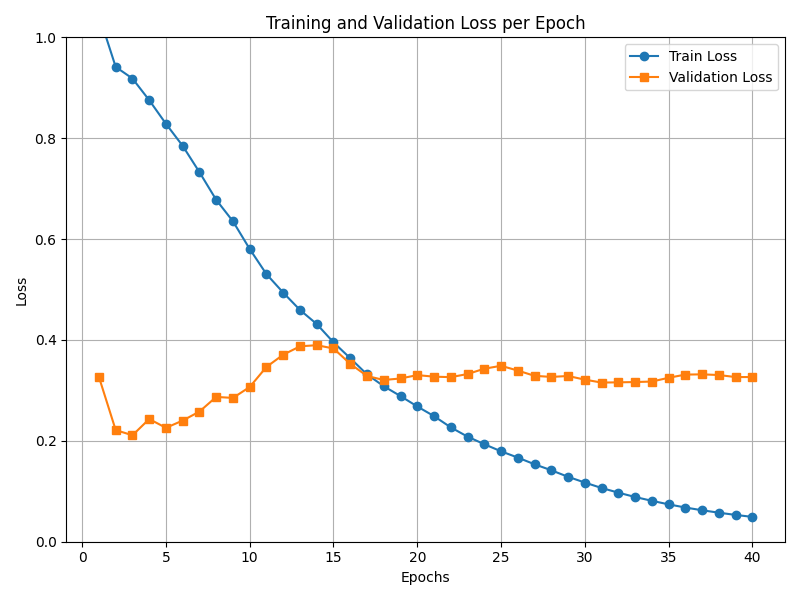 Training and Validation Loss per Epoch
1.0
0.8
0.6
0.4
0.2
0.0
Loss
Train Loss
Validation Loss
0 5 10 15 20 25 30 35 40
Epochs